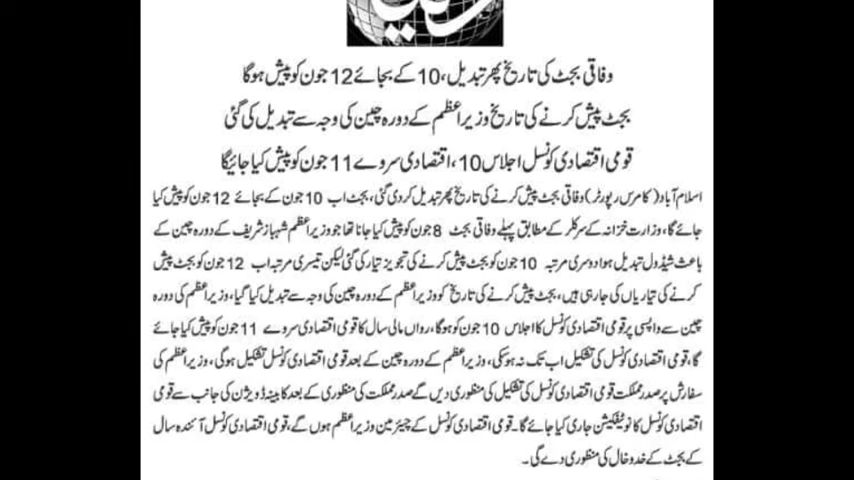 وفاقی بجٹ کی تاریخ پھر تبدیل، 10 کے بجائے 12 جون کو پیش ہوگا
بجٹ پیش کرنے کی تاریخ وزیراعظم کے دورہ چین کی وجہ سے تبدیل کی گئی
قومی اقتصادی کونسل اجلاس 10، اقتصادی سروے 11 جون کو پیش کیا جائیگا
اسلام آباد (کامرس رپورٹر) وفاقی بجٹ پیش کرنے کی تاریخ پھر تبدیل کر دی گئی، بجٹ اب 10 جون کے بجائے 12 جون کو پیش کیا
جائے گا، وزارت خزانہ کے سرکلر کے مطابق پہلے وفاقی بجٹ 8 جون کو پیش کیا جانا تھا جو وزیراعظم شہباز شریف کے دورہ چین کے
باعث شیڈول تبدیل ہوا دوسری مرتبہ 10 جون کو بجٹ پیش کرنے کی تجویز تیار کی گئی لیکن تیسری مرتبہ اب 12 جون کو بجٹ پیش
کرنے کی تیاریاں کی جا رہی ہیں، بجٹ پیش کرنے کی تاریخ کو وزیراعظم کے دورہ چین کی وجہ سے تبدیل کیا گیا، وزیراعظم کی دورہ
چین سے واپسی پر قومی اقتصادی کونسل کا اجلاس 10 جون کو ہوگا، رواں مالی سال کا قومی اقتصادی سروے 11 جون کو پیش کیا جائے
گا، قومی اقتصادی کونسل کی تشکیل اب تک نہ ہوسکی، وزیراعظم کے دورہ چین کے بعد قومی اقتصادی کونسل تشکیل ہوگی، وزیراعظم کی
سفارش پر صدر مملکت قومی اقتصادی کونسل کی تشکیل کی منظوری دیں گے صدر مملکت کی منظوری کے بعد کابینہ ڈویژن کی جانب سے قومی
اقتصادی کونسل کا نوٹیفکیشن جاری کیا جائے گا۔ قومی اقتصادی کونسل کے چیئرمین وزیراعظم ہوں گے، قومی اقتصادی کونسل آئندہ سال
کے بجٹ کے خدوخال کی منظوری دے گی۔